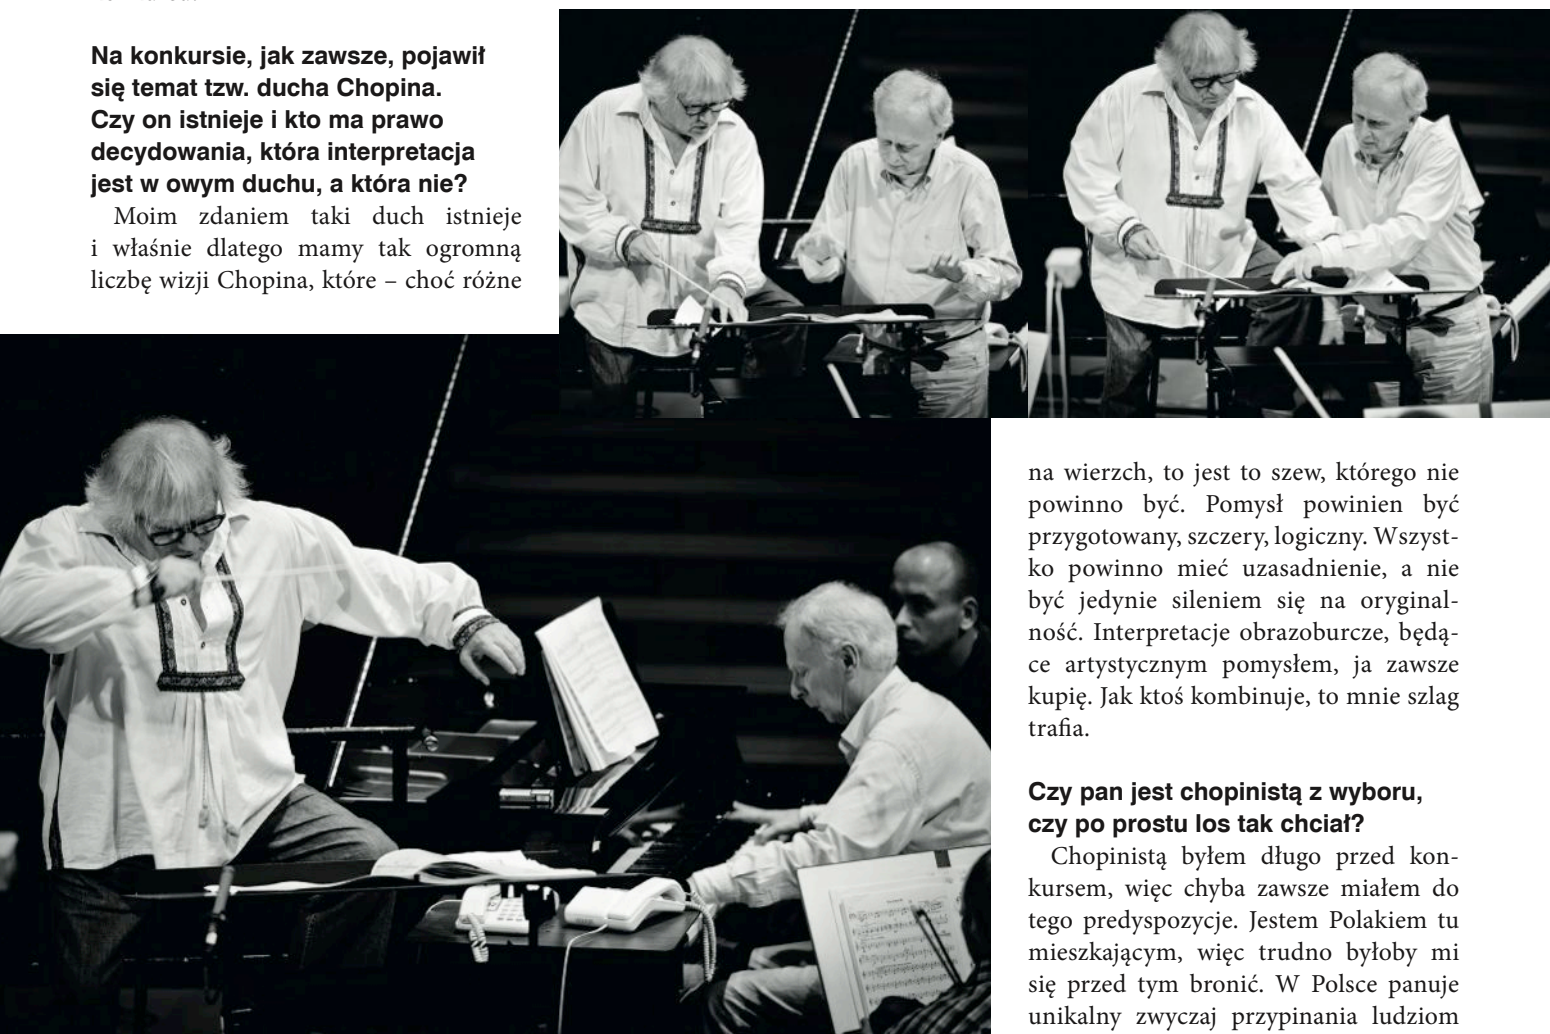 Na konkursie, jak zawsze, pojawił
się temat tzw. ducha Chopina.
Czy on istnieje i kto ma prawo
decydowania, która interpretacja
jest w owym duchu, a która nie?
Moim zdaniem taki duch istnieje
i właśnie dlatego mamy tak ogromną
liczbę wizji Chopina, które – choć różne
na wierzch, to jest to szew, którego nie
powinno być. Pomysł powinien być
przygotowany, szczery, logiczny. Wszyst-
ko powinno mieć uzasadnienie, a nie
być jedynie sileniem się na oryginal-
ność. Interpretacje obrazoburcze, będą-
ce artystycznym pomysłem, ja zawsze
kupię. Jak ktoś kombinuje, to mnie szlag
trafia.
Czy pan jest chopinistą z wyboru,
czy po prostu los tak chciał?
Chopinistą byłem długo przed kon-
kursem, więc chyba zawsze miałem do
tego predyspozycje. Jestem Polakiem tu
mieszkającym, więc trudno byłoby mi
się przed tym bronić. W Polsce panuje
unikalny zwyczaj przypinania ludziom